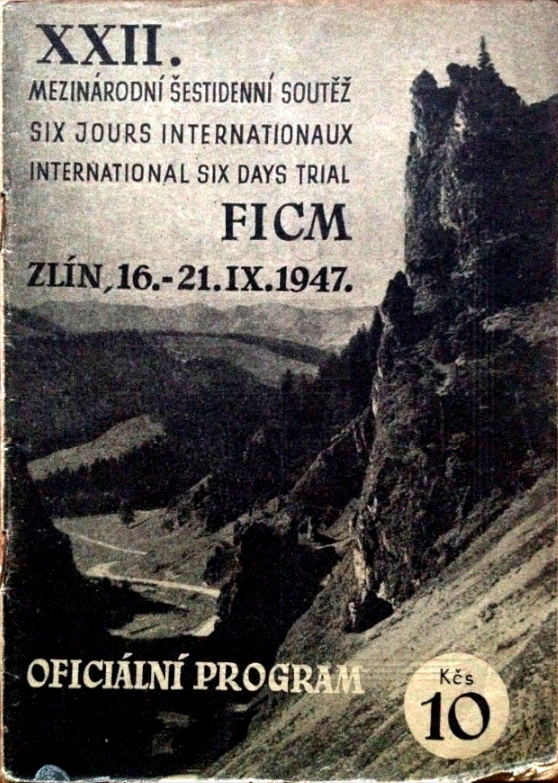 XXII.
MEZINÁRODNÍ ŠESTIDENNÍ SOUTĚŽ
SIX JOURS INTERNATIONAUX
INTERNATIONAL SIX DAYS TRIAL
FICM
ZLÍN, 16.-21.IX.1947.
OFICIÁLNÍ PROGRAM
Kčs
10